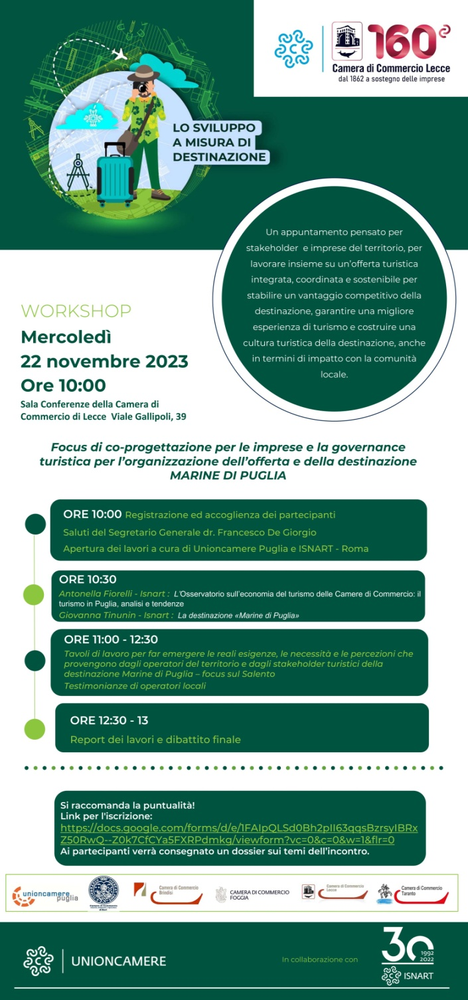 160°
Camera di Commercio Lecce
dal 1862 a sostegno delle imprese
LO SVILUPPO
A MISURA DI
DESTINAZIONE
Un appuntamento pensato per
stakeholder e imprese del territorio, per
lavorare insieme su un'offerta turistica
integrata, coordinata e sostenibile per
stabilire un vantaggio competitivo della
destinazione, garantire una migliore
esperienza di turismo e costruire una
cultura turistica della destinazione, anche
in termini di impatto con la comunità
locale.
WORKSHOP
Mercoledì
22 novembre 2023
Ore 10:00
Sala Conferenze della Camera di
Commercio di Lecce Viale Gallipoli, 39
Focus di co-progettazione per le imprese e la governance
turistica per l'organizzazione dell'offerta e della destinazione
MARINE DI PUGLIA
ORE 10:00 Registrazione ed accoglienza dei partecipanti
Saluti del Segretario Generale dr. Francesco De Giorgio
Apertura dei lavori a cura di Unioncamere Puglia e ISNART - Roma
ORE 10:30
Antonella Fiorelli - Isnart : L'Osservatorio sull'economia del turismo delle Camere di Commercio: il
turismo in Puglia, analisi e tendenze
Giovanna Tinunin - Isnart : La destinazione «Marine di Puglia»
ORE 11:00 - 12:30
Tavoli di lavoro per far emergere le reali esigenze, le necessità e le percezioni che
provengono dagli operatori del territorio e dagli stakeholder turistici della
destinazione Marine di Puglia – focus sul Salento
Testimonianze di operatori locali
ORE 12:30 - 13
Report dei lavori e dibattito finale
Si raccomanda la puntualità!
Link per l'iscrizione:
https://docs.google.com/forms/d/e/1FAIpQLSd0Bh2pII63qqsBzrsyIBRx
Z50RwQ--Z0k7CfCYa5FXRPdmkg/viewform?vc=0&c=0&w=1&flr=0
Ai partecipanti verrà consegnato un dossier sui temi dell'incontro.
unioncamere
puglia
Camera di Commercio
di Bari
Camera di Commercio
Brindisi
CAMERA DI COMMERCIO
FOGGIA
Camera di Commercio
Lecce
Camera di Commercio
Taranto
UNIONCAMERE
In collaborazione con
30
1992
2022
ISNART